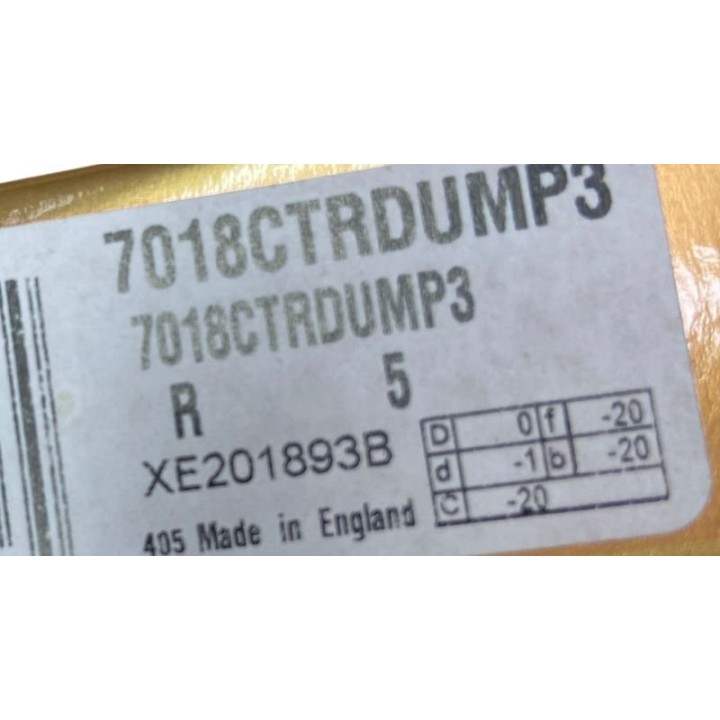 7018CTRDUMP3
7018CTRDUMP3
R 5
XE201893B
D 0 f -20
d -1 b -20
C -20
405 Made in England